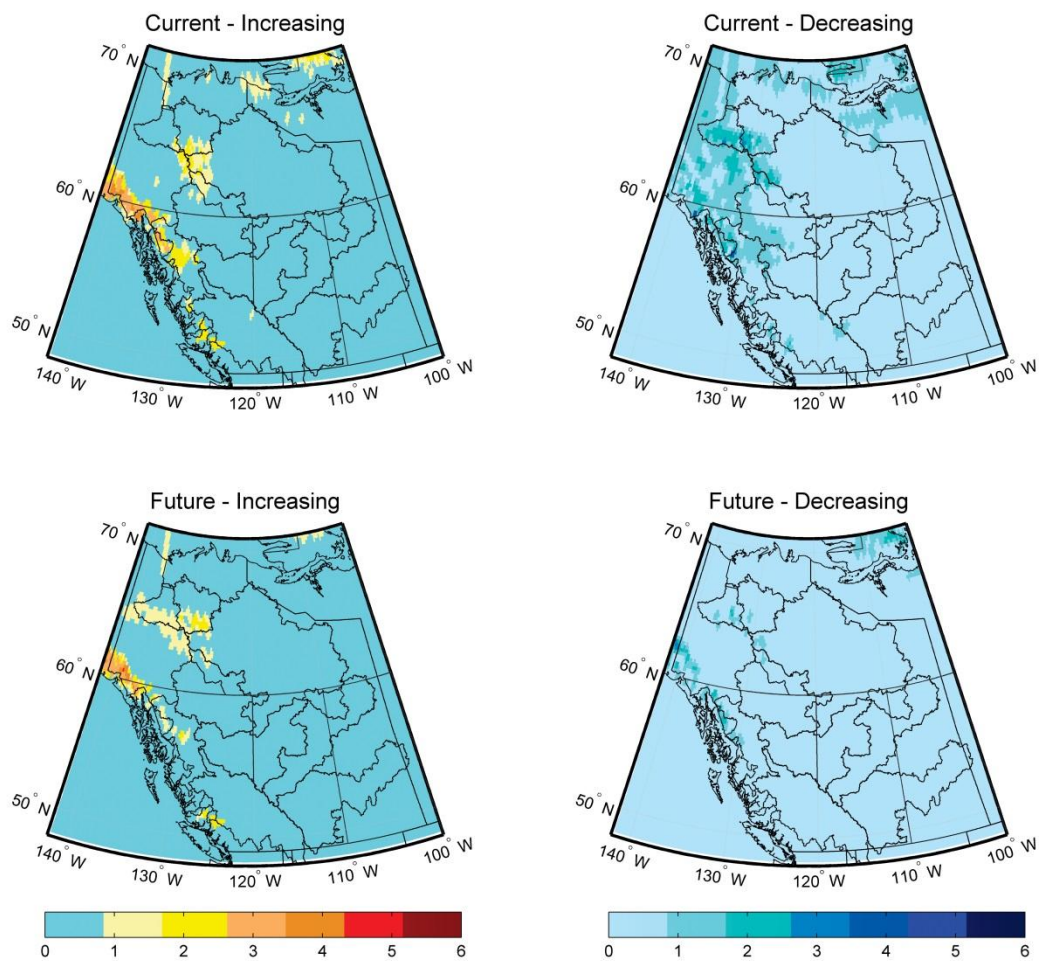 Current - Increasing
Current - Decreasing
70° N
60° N
50° N
140° W
130° W
120° W
110° W
100° W
70° N
60° N
50° N
140° W
130° W
120° W
110° W
100° W
Future - Increasing
Future - Decreasing
70° N
60° N
50° N
140° W
130° W
120° W
110° W
100° W
70° N
60° N
50° N
140° W
130° W
120° W
110° W
100° W
0 1 2 3 4 5 6
0 1 2 3 4 5 6